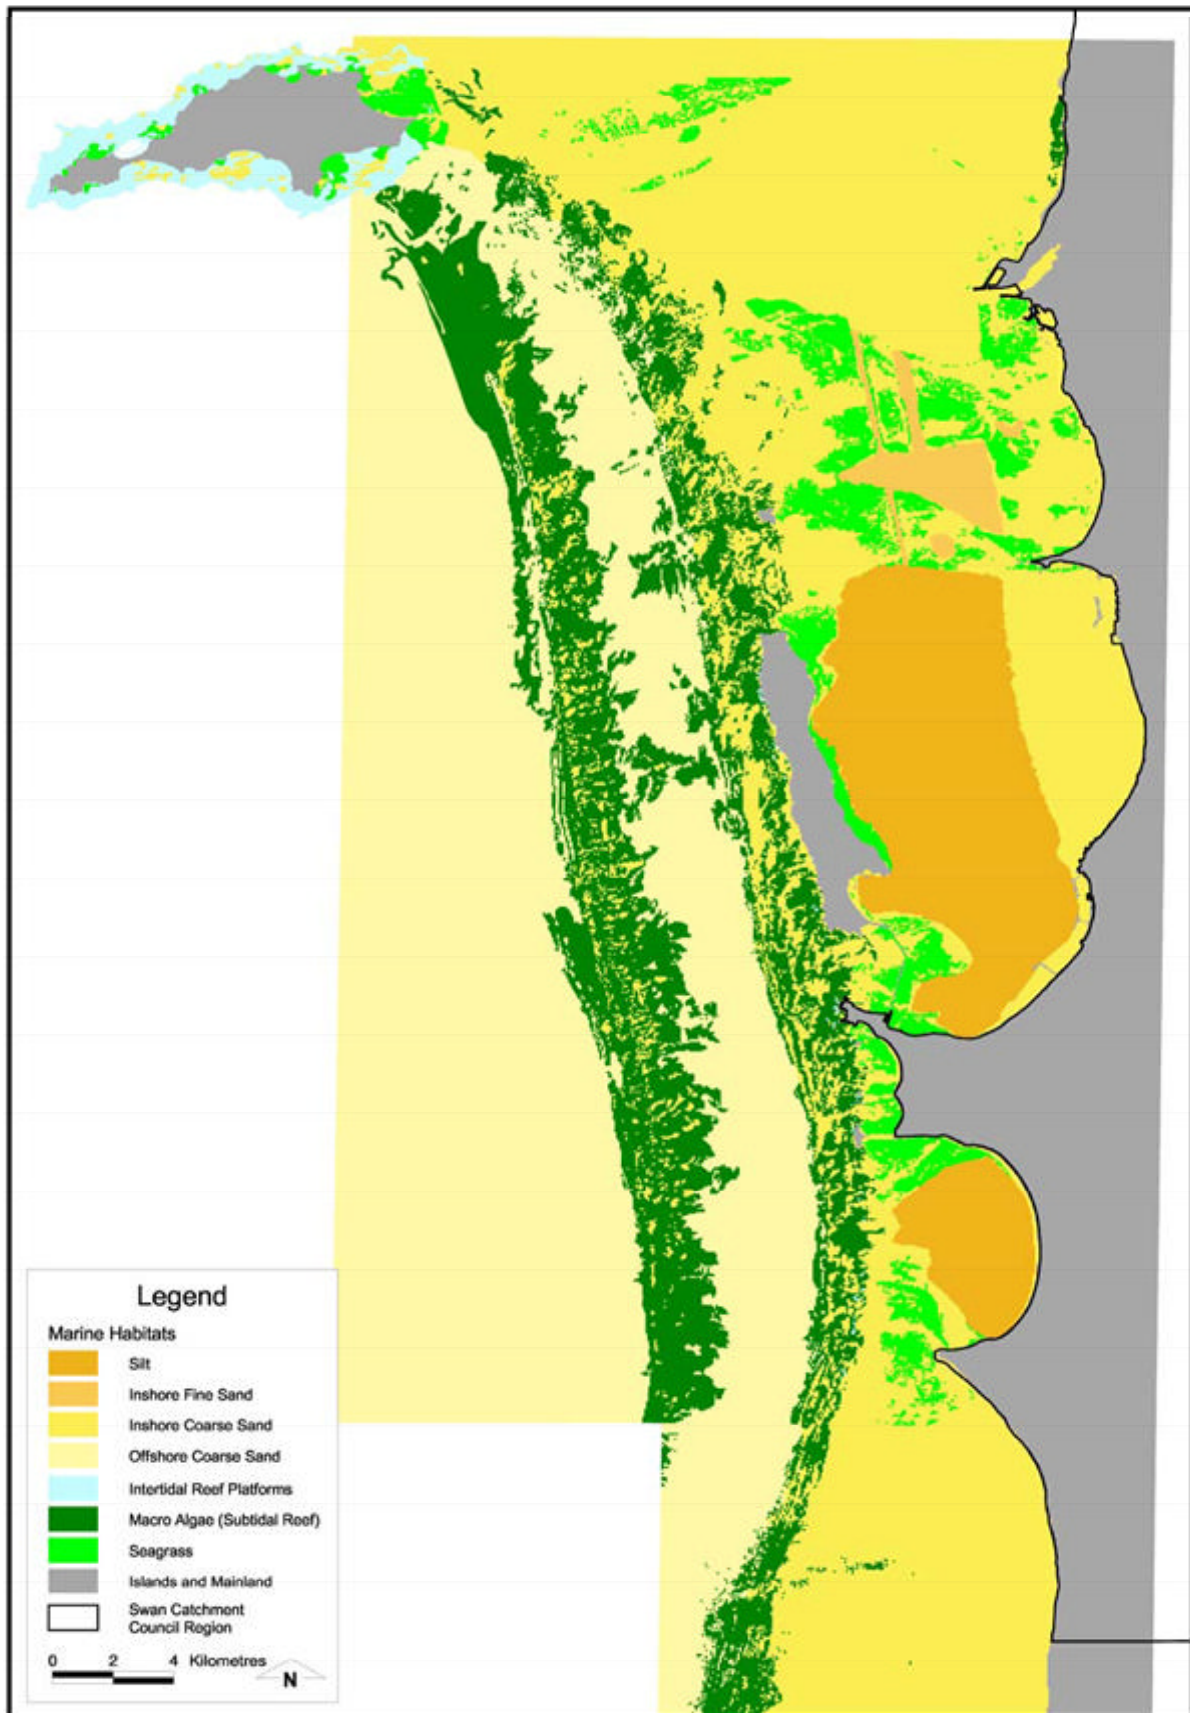 Legend
Marine Habitats
Silt
Inshore Fine Sand
Inshore Coarse Sand
Offshore Coarse Sand
Intertidal Reef Platforms
Macro Algae (Subtidal Reef)
Seagrass
Islands and Mainland
Swan Catchment
Council Region
0 2 4 Kilometres
N